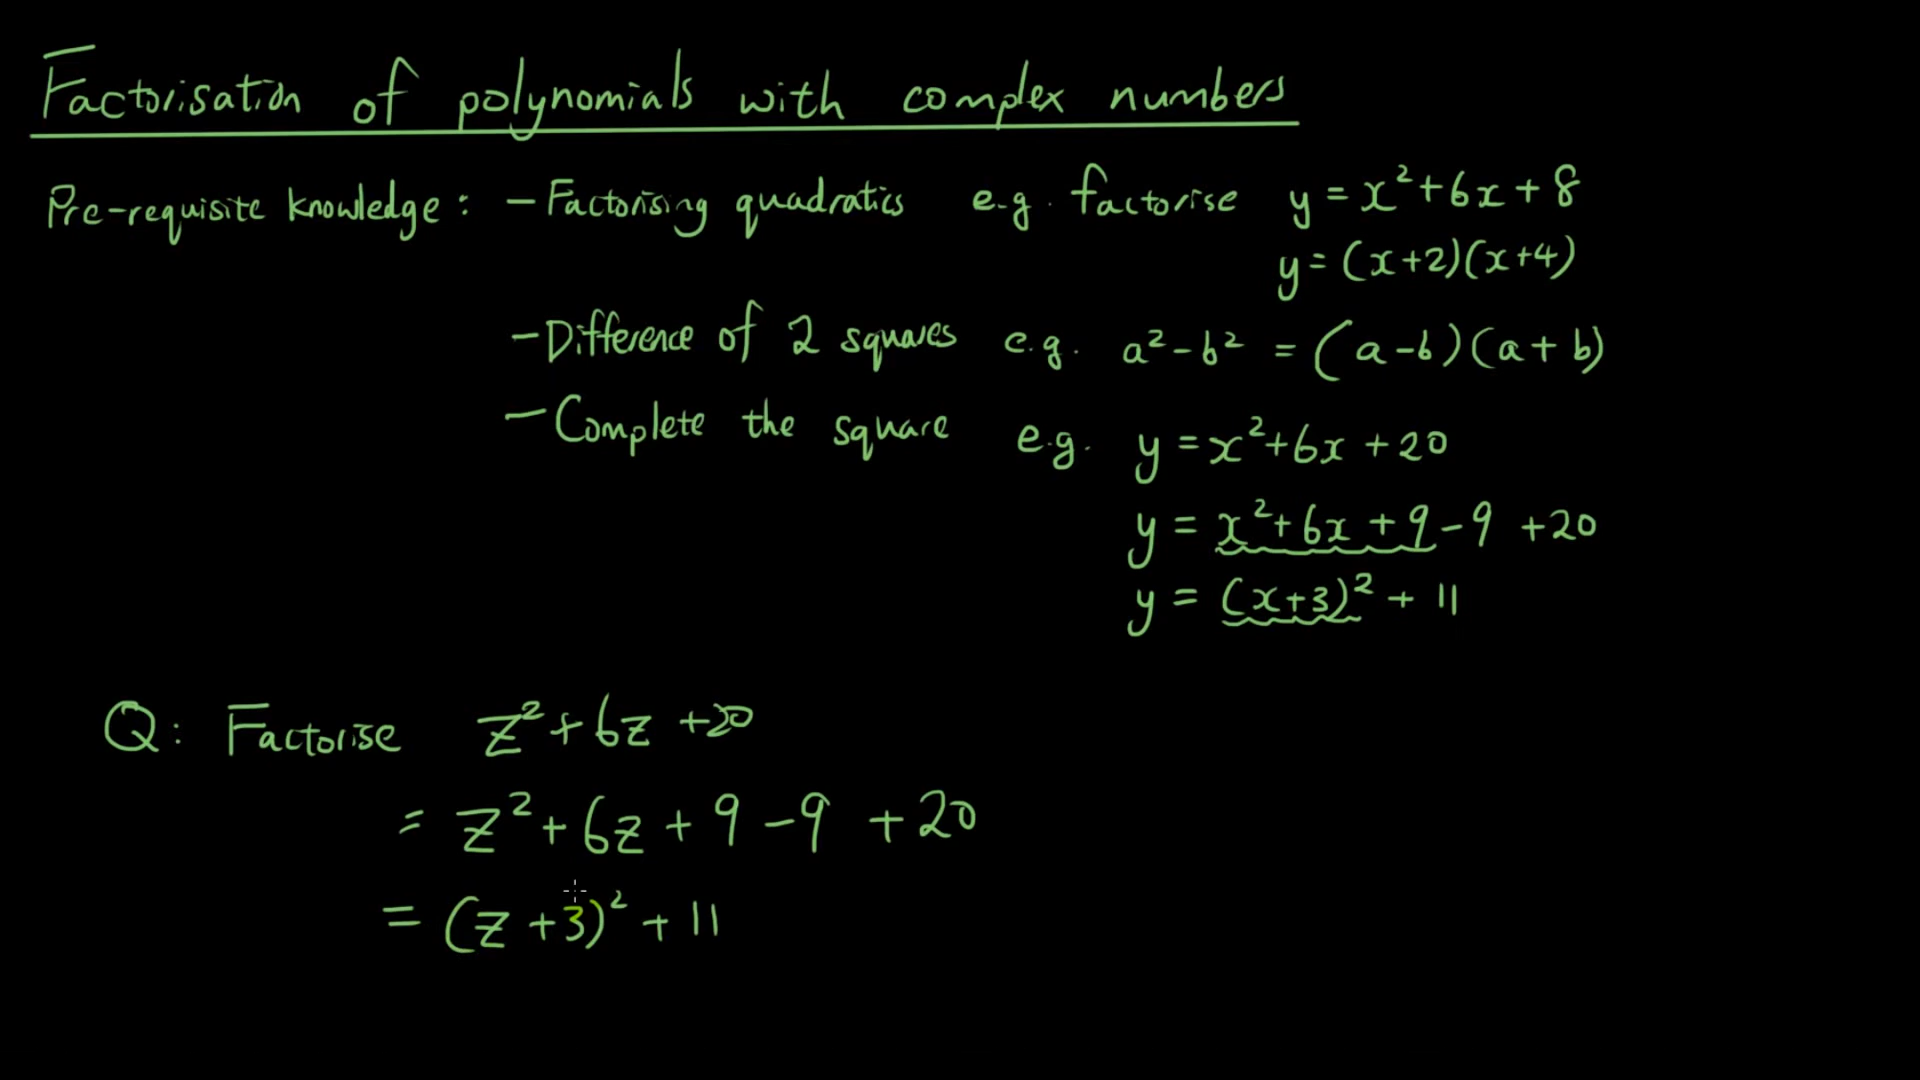 Factorisation of polynomials with complex numbers
Pre-requisite knowledge: - Factorising quadratics e.g. factorise y = x² + 6x + 8
y = (x+2)(x+4)
- Difference of 2 squares e.g. a² - b² = (a-b)(a+b)
- Complete the square e.g. y = x² + 6x + 20
y = x² + 6x + 9 - 9 + 20
y = (x+3)² + 11
Q: Factorise z² + 6z + 20
= z² + 6z + 9 - 9 + 20
= (z + 3)² + 11